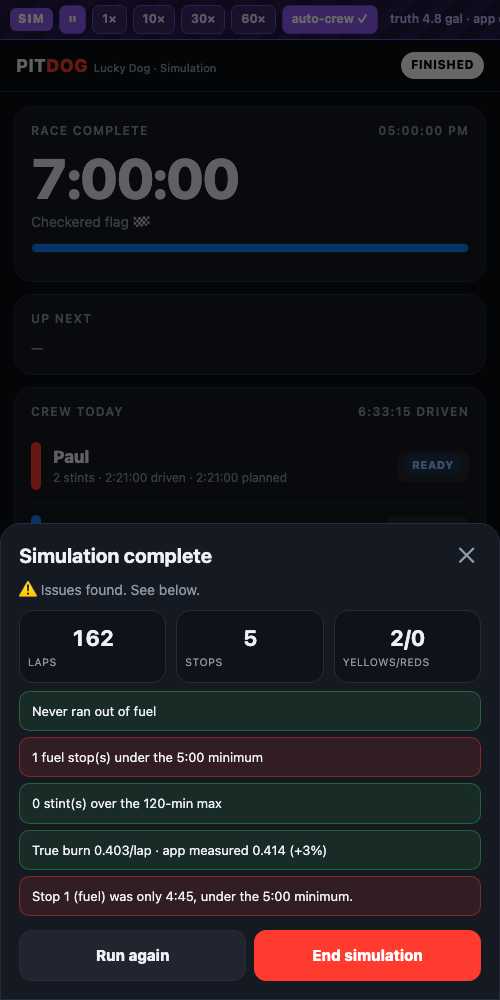 SIM ⏸ 1× 10× 30× 60× auto-crew ✓ truth 4.8 gal · app
PITDOG Lucky Dog · Simulation FINISHED
RACE COMPLETE 05:00:00 PM
7:00:00
Checkered flag 🏁
UP NEXT
—
CREW TODAY 6:33:15 DRIVEN
Paul
2 stints · 2:21:00 driven · 2:21:00 planned
READY
Simulation complete
⚠️ Issues found. See below.
162 5 2/0
LAPS STOPS YELLOWS/REDS
Never ran out of fuel
1 fuel stop(s) under the 5:00 minimum
0 stint(s) over the 120-min max
True burn 0.403/lap · app measured 0.414 (+3%)
Stop 1 (fuel) was only 4:45, under the 5:00 minimum.
Run again End simulation